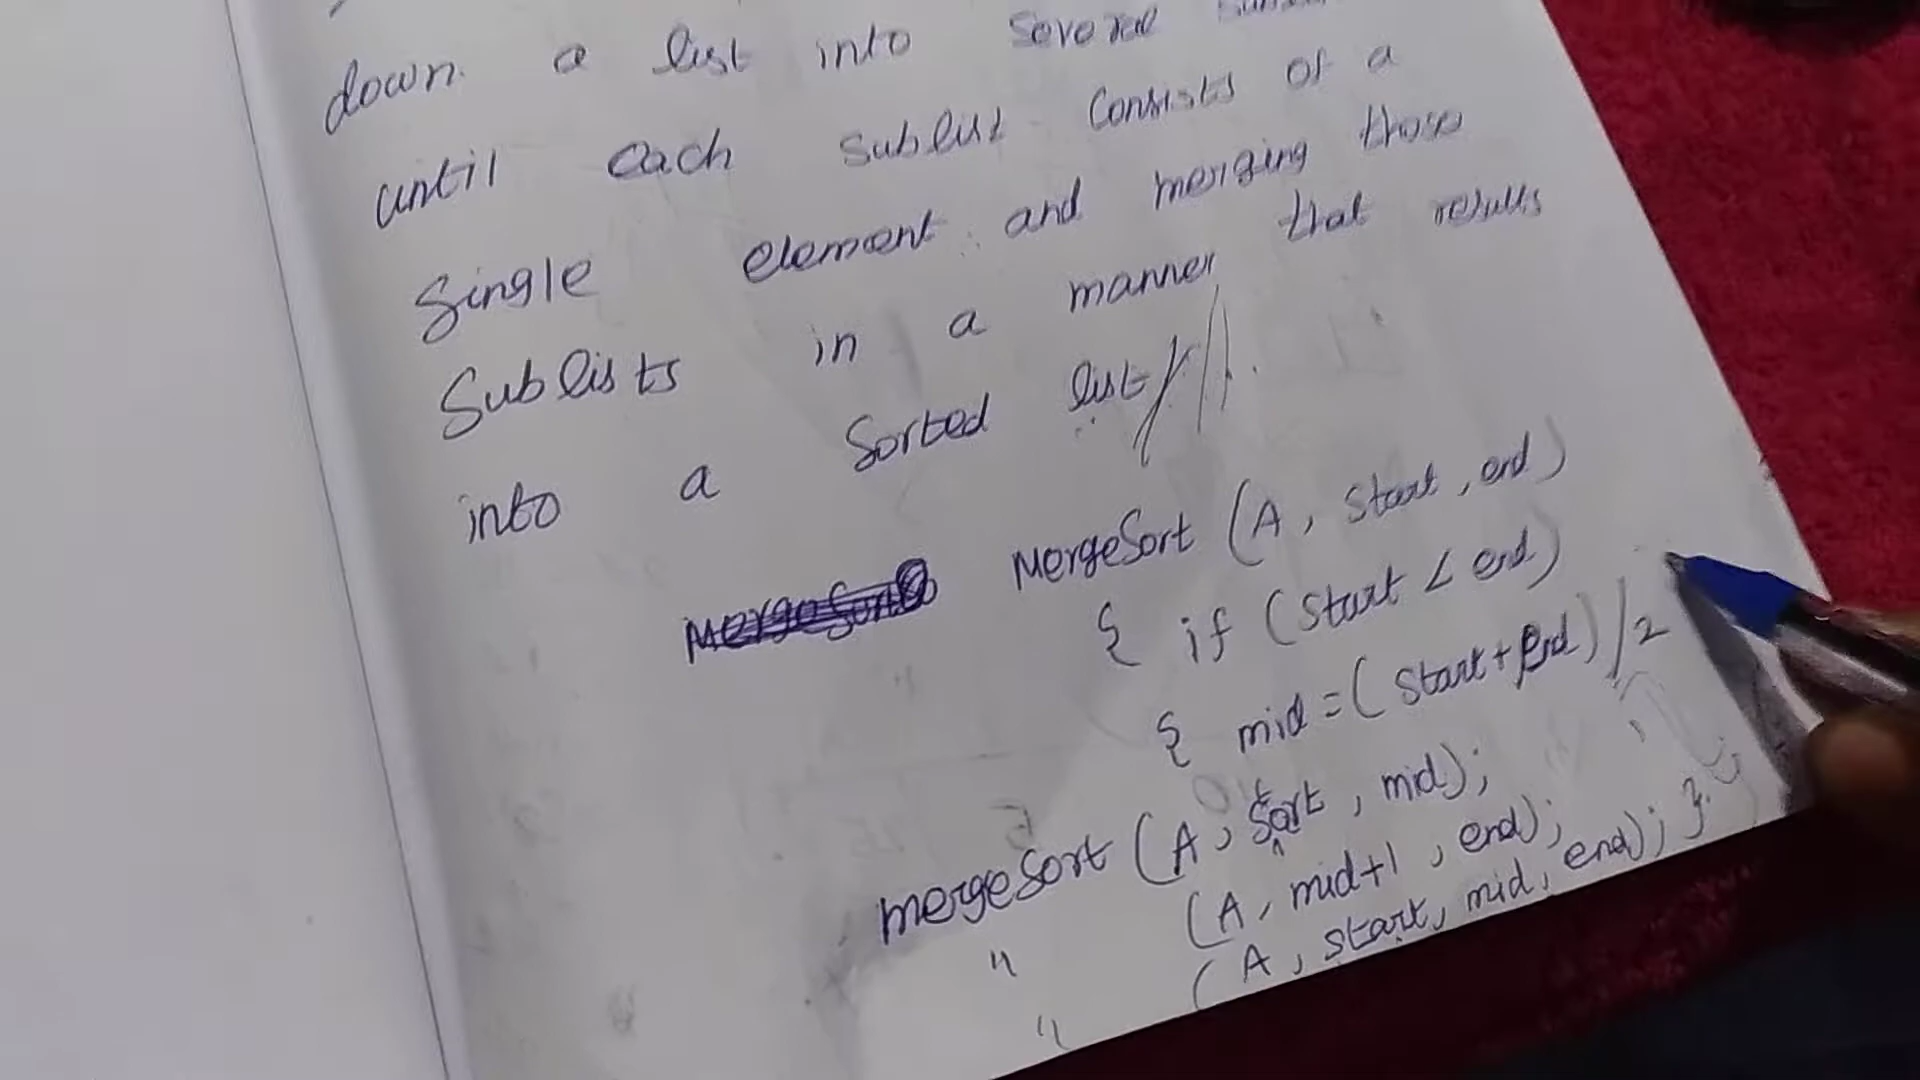 down a list into several
until each sublist consists of a
single element and merging those
Sublists in a manner that results
into a Sorted list
MergeSort (A, Start, end)
{ if (Start < end)
{ mid = (Start + End) / 2
mergeSort (A, Start, mid);
" (A, mid+1, end);
" (A, start, mid, end); }